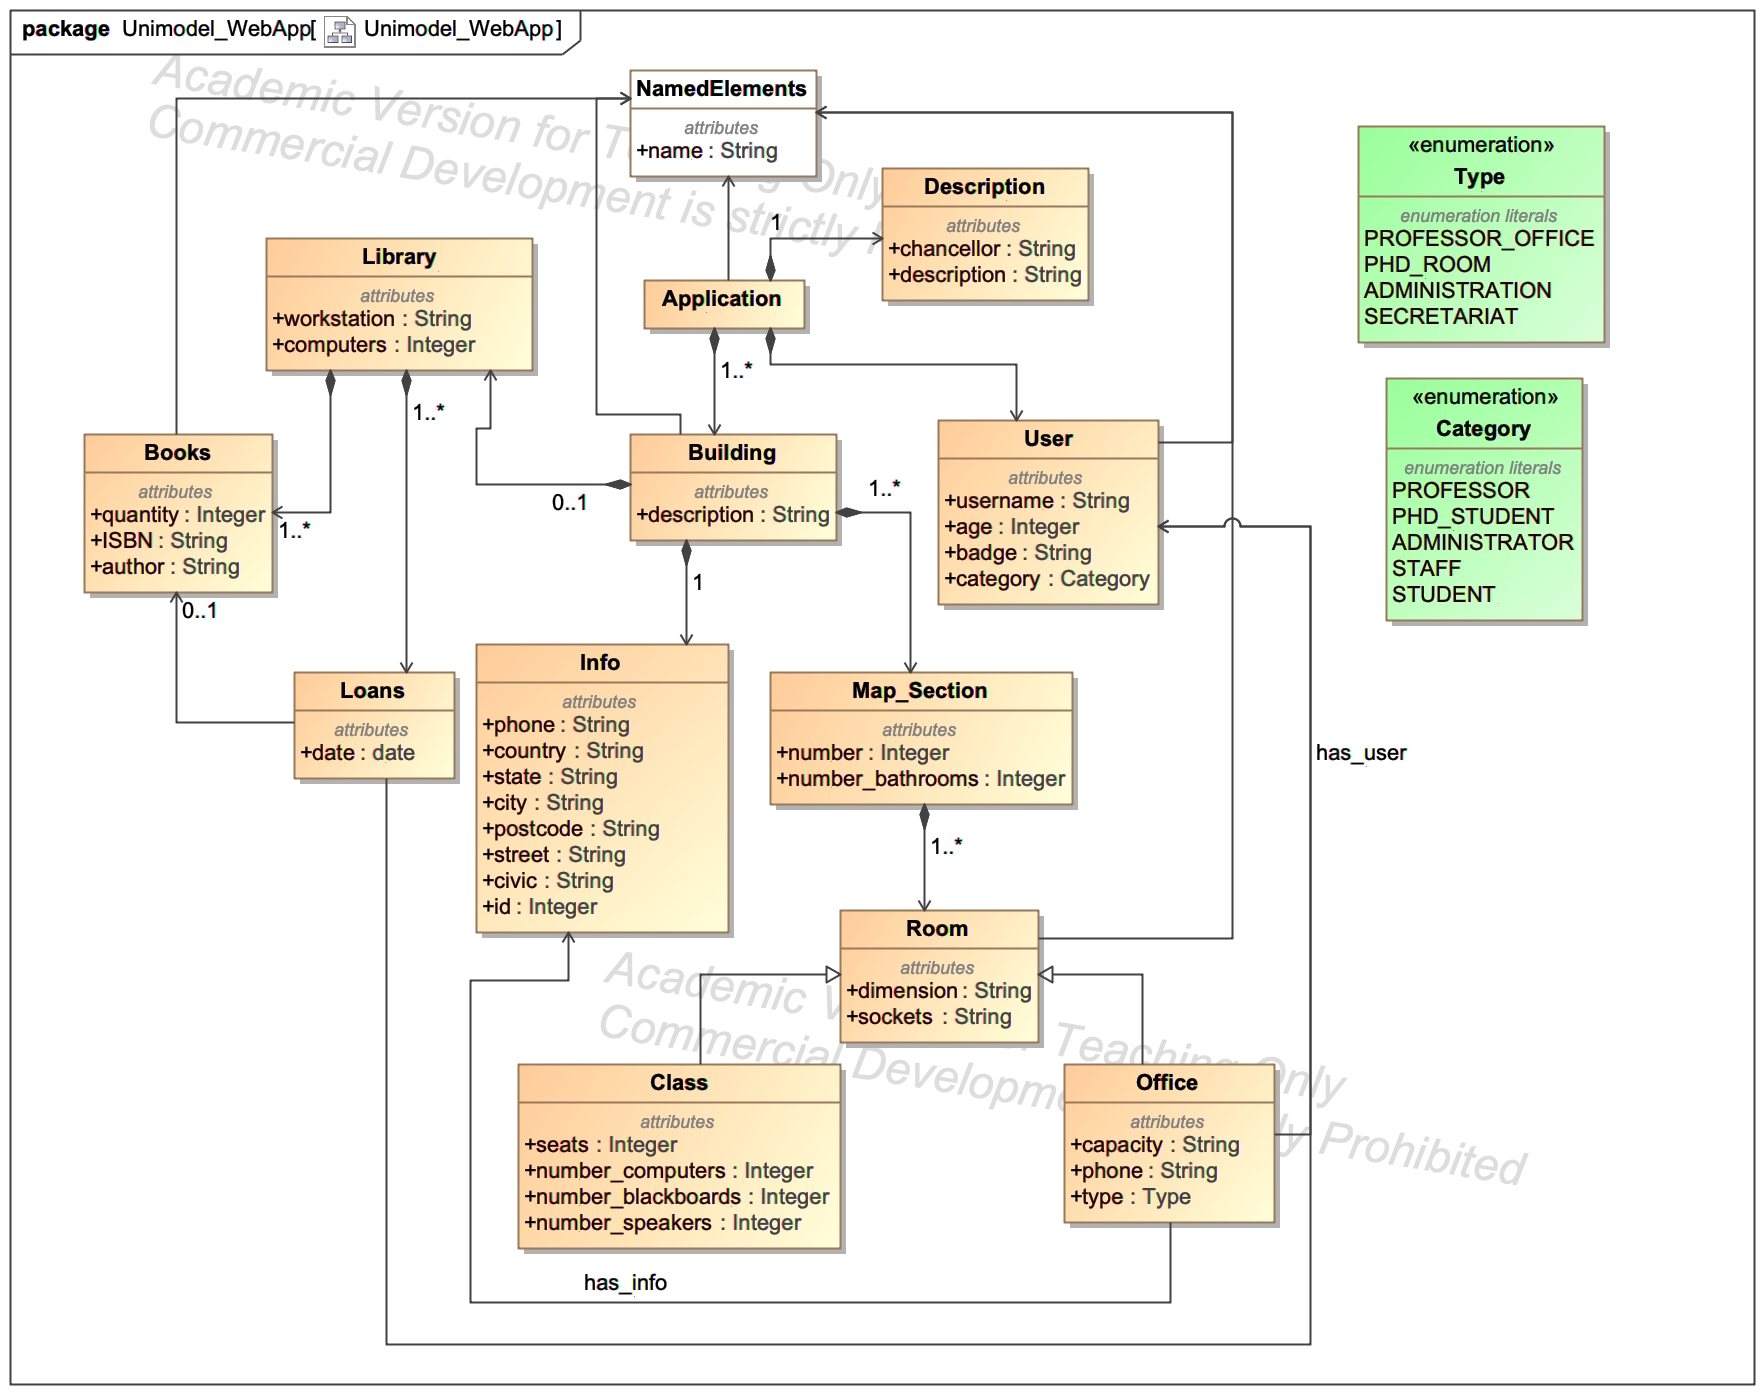 package Unimodel_WebApp[ Unimodel_WebApp]
Academic Version for T
Only
Commercial Development is strictly
NamedElements
attributes
+name : String
Description
attributes
+chancellor : String
+description : String
1
Application
1..*
Library
attributes
+workstation : String
+computers : Integer
1..*
«enumeration»
Type
enumeration literals
PROFESSOR_OFFICE
PHD_ROOM
ADMINISTRATION
SECRETARIAT
«enumeration»
Category
enumeration literals
PROFESSOR
PHD_STUDENT
ADMINISTRATOR
STAFF
STUDENT
Books
attributes
+quantity : Integer
+ISBN : String
+author : String
1..*
0..1
Building
attributes
+description : String
0..1
1..*
1
User
attributes
+username : String
+age : Integer
+badge : String
+category : Category
Loans
attributes
+date : date
Info
attributes
+phone : String
+country : String
+state : String
+city : String
+postcode : String
+street : String
+civic : String
+id : Integer
Map_Section
attributes
+number : Integer
+number_bathrooms : Integer
1..*
has_user
Room
attributes
+dimension : String
+sockets : String
Academic V
Teaching Only
Commercial Developm
Prohibited
Class
attributes
+seats : Integer
+number_computers : Integer
+number_blackboards : Integer
+number_speakers : Integer
Office
attributes
+capacity : String
+phone : String
+type : Type
has_info